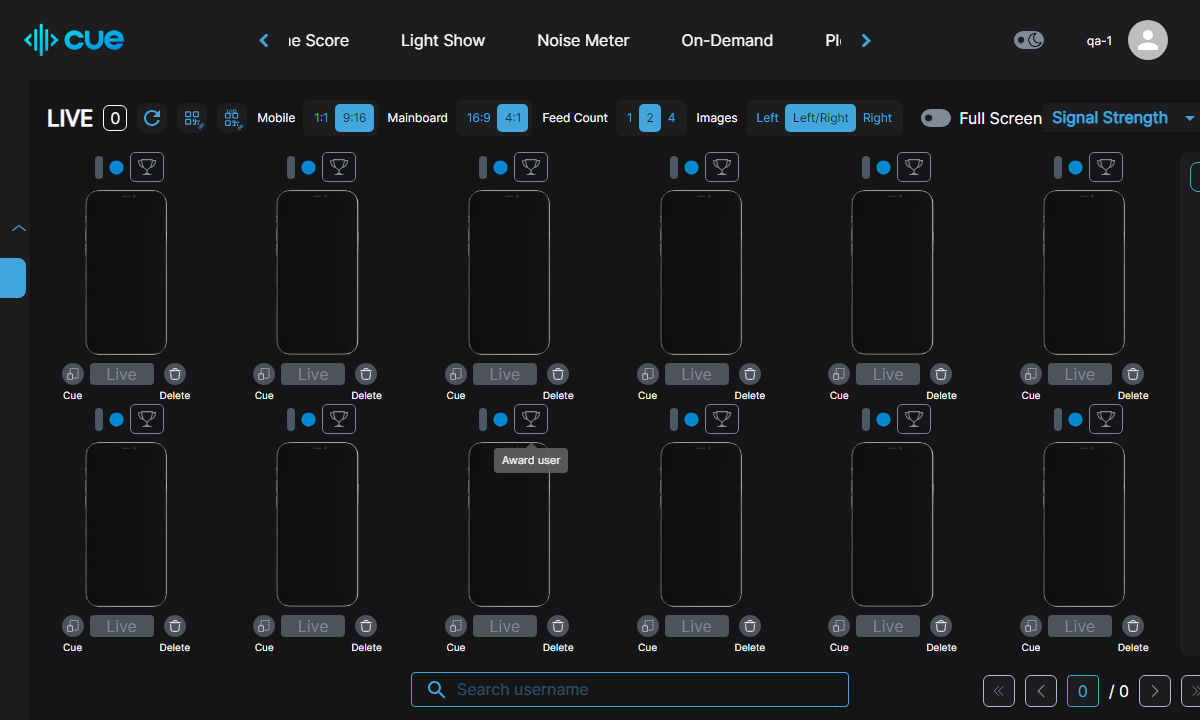 cue
ne Score
Light Show
Noise Meter
On-Demand
Pl
qa-1
LIVE 0
Mobile 1:1 9:16
Mainboard 16:9 4:1
Feed Count 1 2 4
Images Left Left/Right Right
Full Screen
Signal Strength
Live Live Live Live Live Live
Cue Delete Cue Delete Cue Delete Cue Delete Cue Delete Cue Delete
Award user
Live Live Live Live Live Live
Cue Delete Cue Delete Cue Delete Cue Delete Cue Delete Cue Delete
Search username
0 / 0